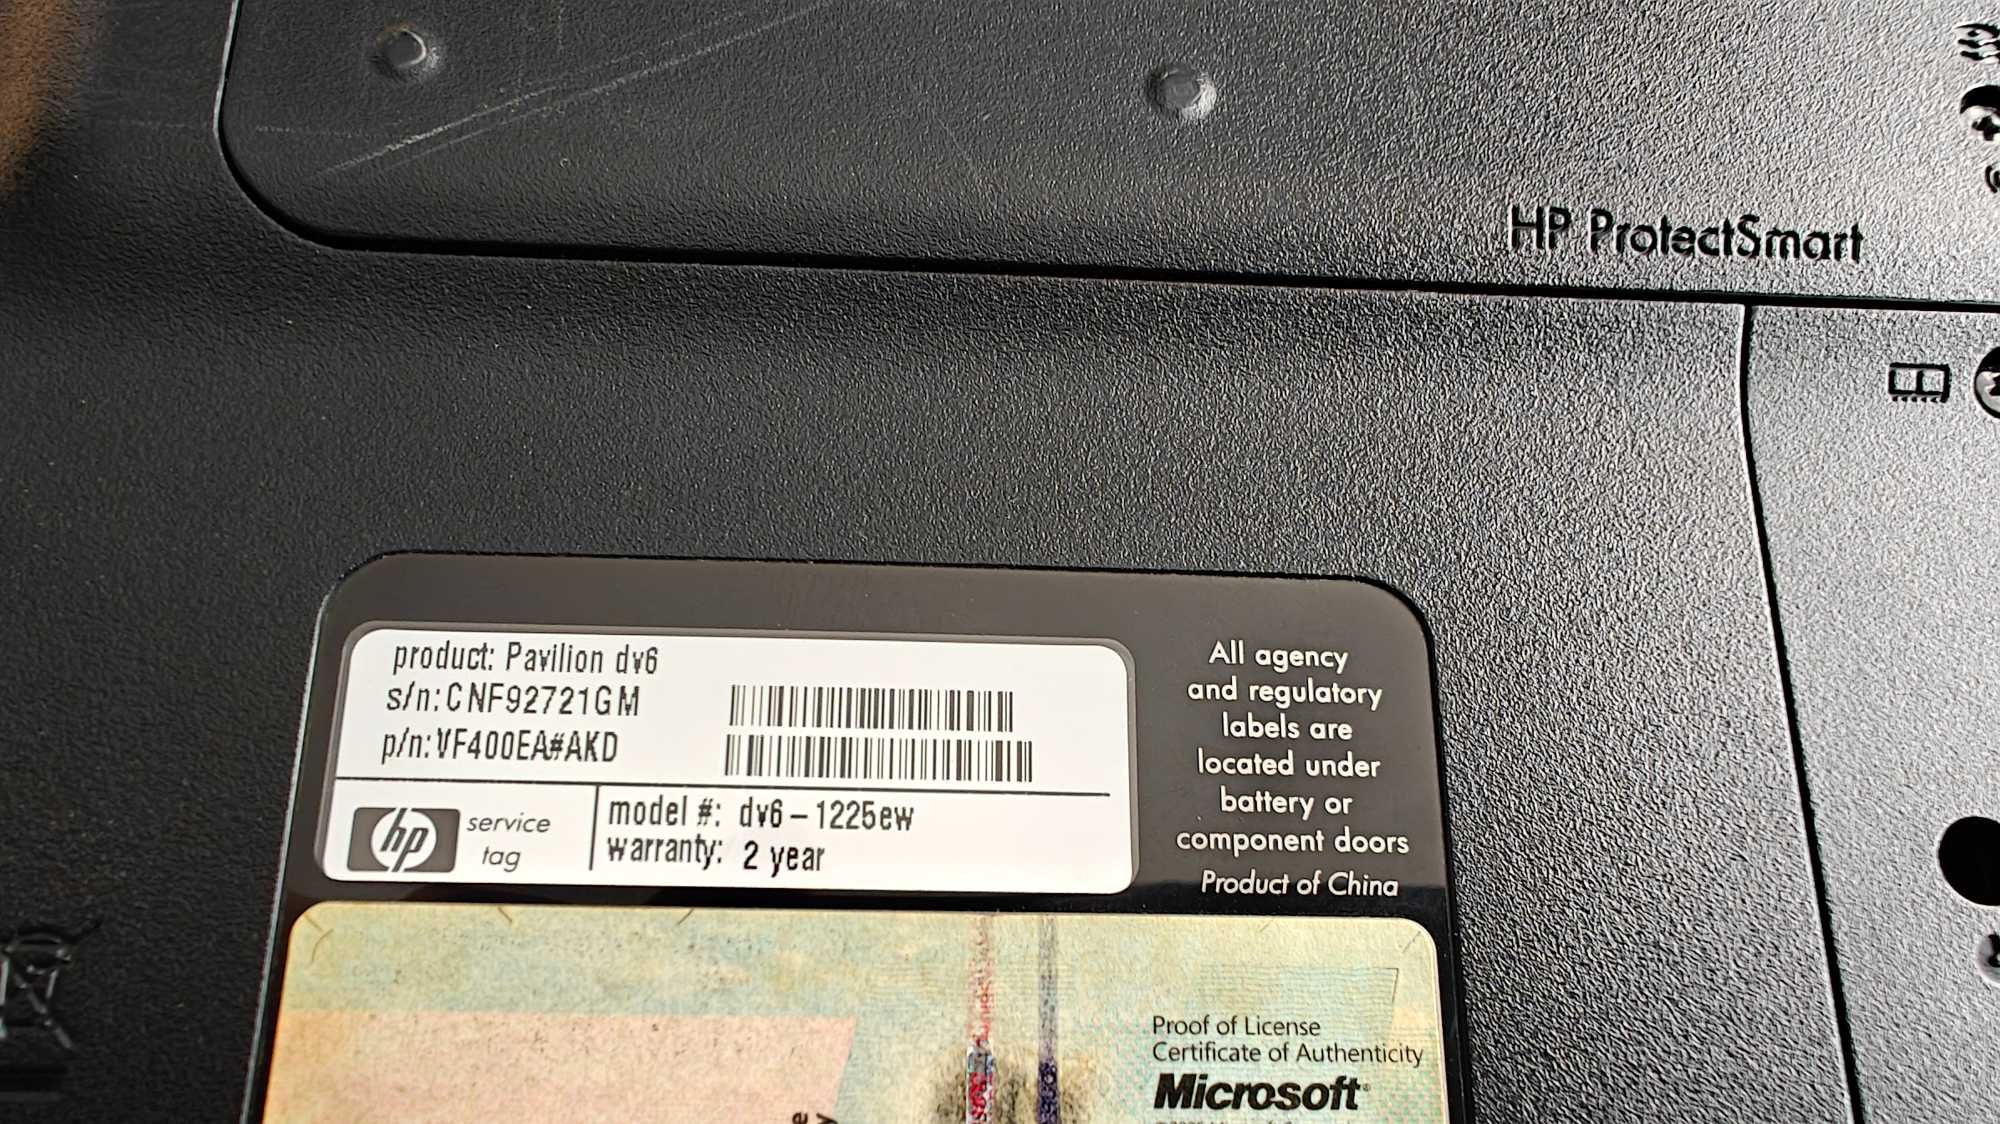 HP ProtectSmart
product: Pavilion dv6
s/n: CNF92721GM
p/n: VF400EA#AKD
hp service
tag
model #: dv6-1225ew
warranty: 2 year
All agency
and regulatory
labels are
located under
battery or
component doors
Product of China
Proof of License
Certificate of Authenticity
Microsoft